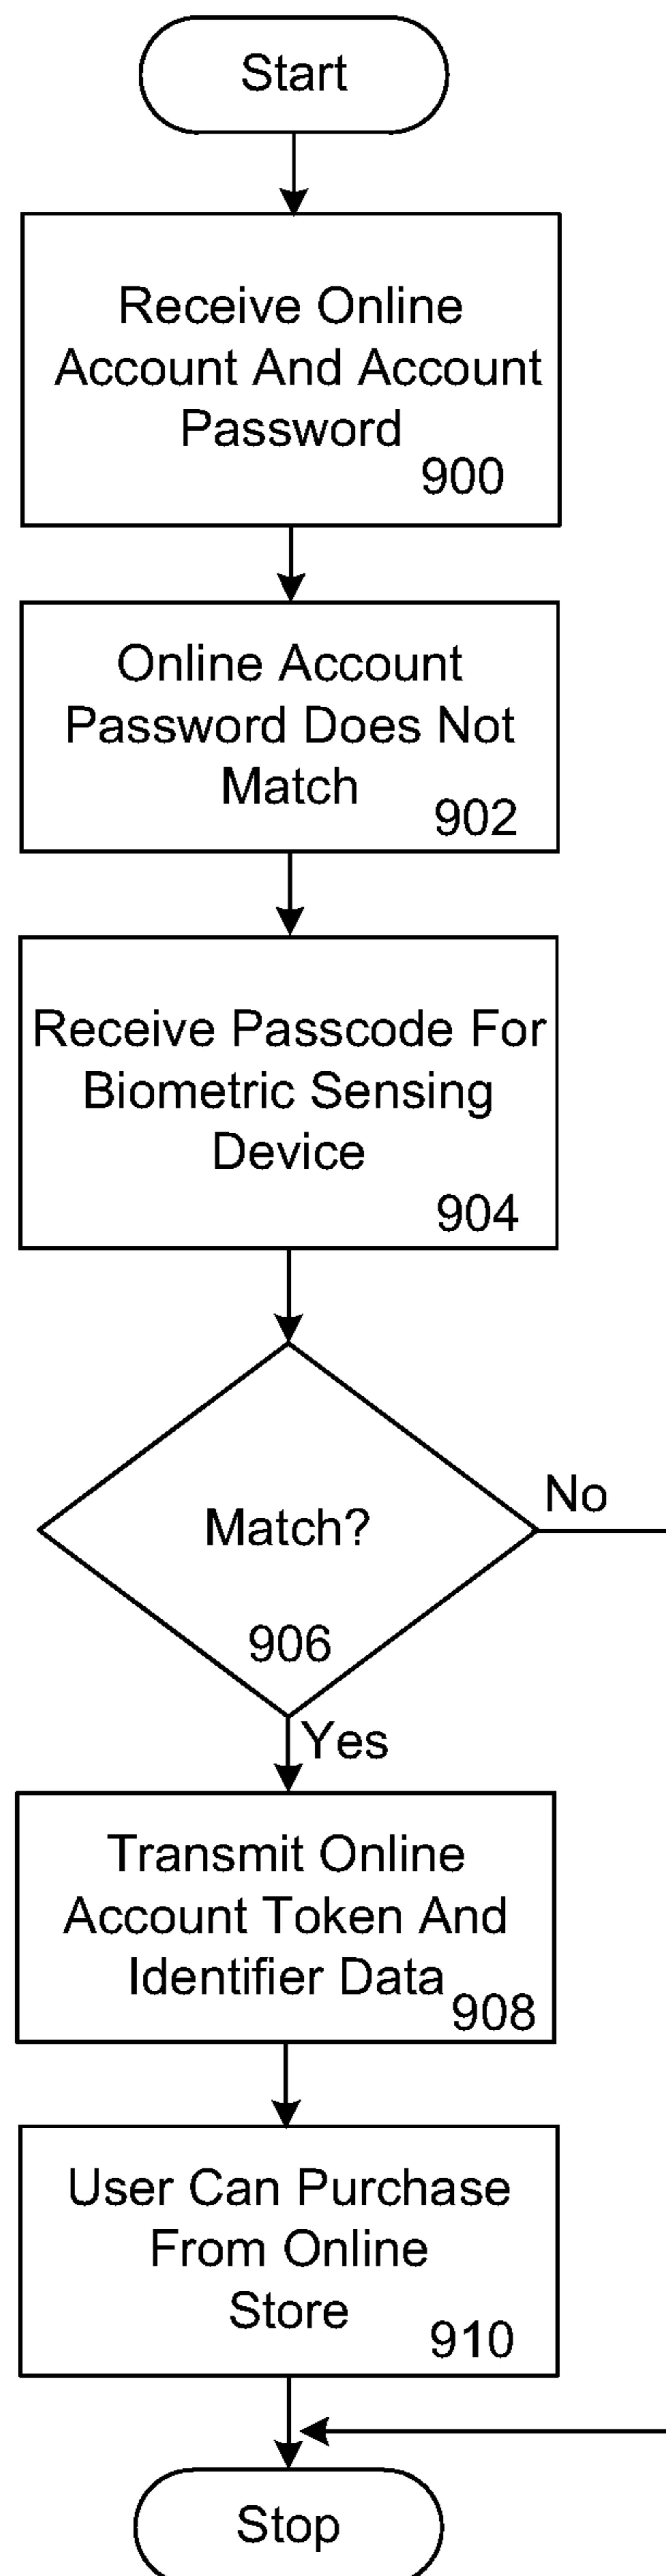 Start
Receive Online
Account And Account
Password
900
Online Account
Password Does Not
Match
902
Receive Passcode For
Biometric Sensing
Device
904
Match?
No
906
Yes
Transmit Online
Account Token And
Identifier Data
908
User Can Purchase
From Online
Store
910
Stop